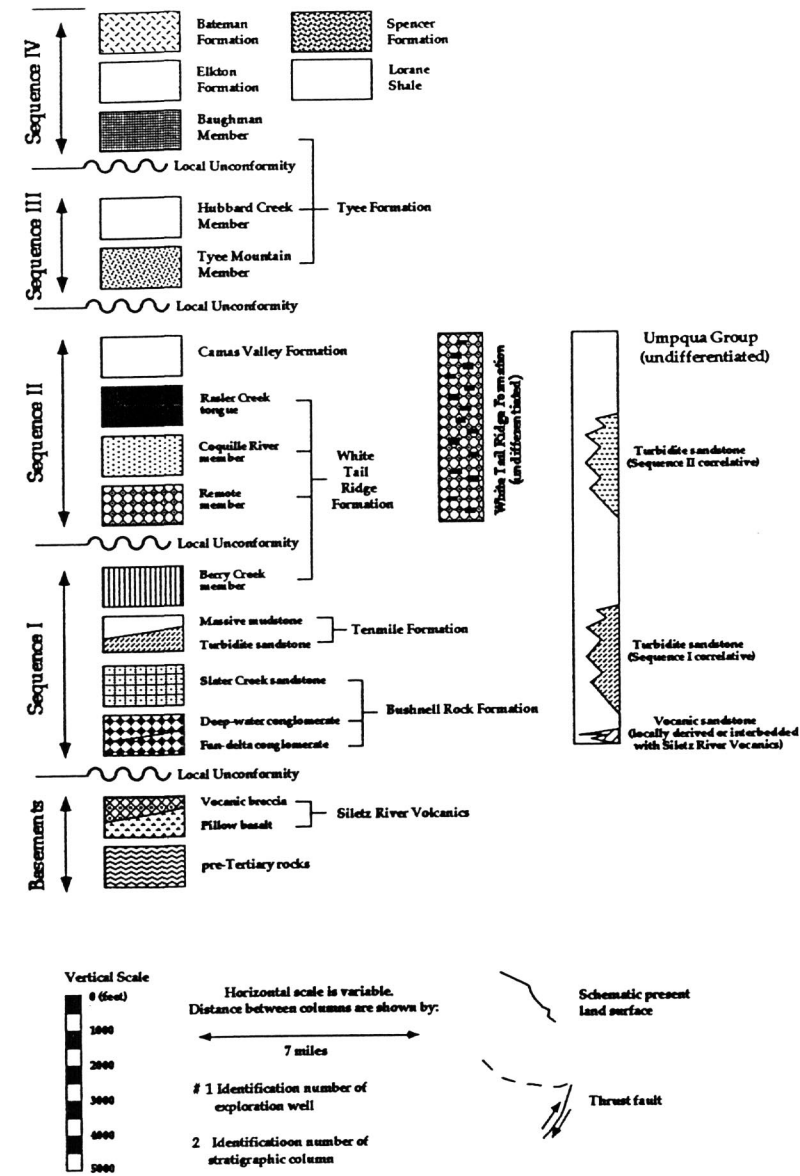 Sequence IV
Bateman
Formation
Spencer
Formation
Elkton
Formation
Lorane
Shale
Baughman
Member
Local Unconformity
Sequence III
Hubbard Creek
Member
Tyee Formation
Tyee Mountain
Member
Local Unconformity
Sequence II
Camas Valley Formation
Rasler Creek
tongue
Coquille River
member
White
Tail
Ridge
Formation
Remote
member
White Tail Ridge Formation
(undifferentiated)
Umpqua Group
(undifferentiated)
Turbidite sandstone
(Sequence II correlative)
Local Unconformity
Sequence I
Berry Creek
member
Massive mudstone
Tenmile Formation
Turbidite sandstone
Slater Creek sandstone
Bushnell Rock Formation
Deep-water conglomerate
Fan-delta conglomerate
Turbidite sandstone
(Sequence I correlative)
Vocanic sandstone
(locally derived or interbedded
with Siletz River Vocanics)
Local Unconformity
Basements
Vocanic breccia
Siletz River Volcanics
Pillow basalt
pre-Tertiary rocks
Vertical Scale
0 (feet)
1000
2000
3000
4000
5000
Horizontal scale is variable.
Distance between columns are shown by:
7 miles
# 1 Identification number of
exploration well
2 Identificatioon number of
stratigraphic column
Schematic present
land surface
Thrust fault